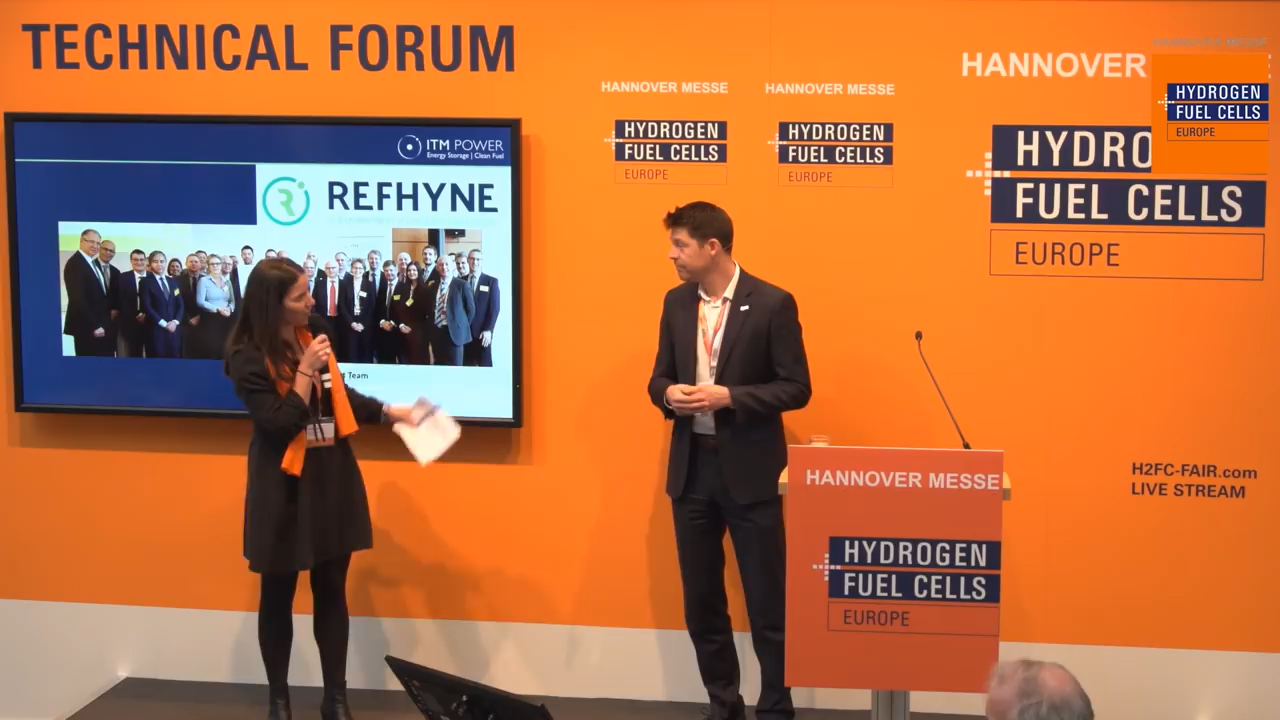 TECHNICAL FORUM
ITM POWER
Energy Storage | Clean Fuel
REFHYNE
Team
HANNOVER MESSE
HYDROGEN
FUEL CELLS
EUROPE
HANNOVER MESSE
HYDROGEN
FUEL CELLS
EUROPE
HANNOVER
HYDRO
FUEL CELLS
EUROPE
HANNOVER MESSE
HYDROGEN
FUEL CELLS
EUROPE
H2FC-FAIR.com
LIVE STREAM
HANNOVER MESSE
HYDROGEN
FUEL CELLS
EUROPE